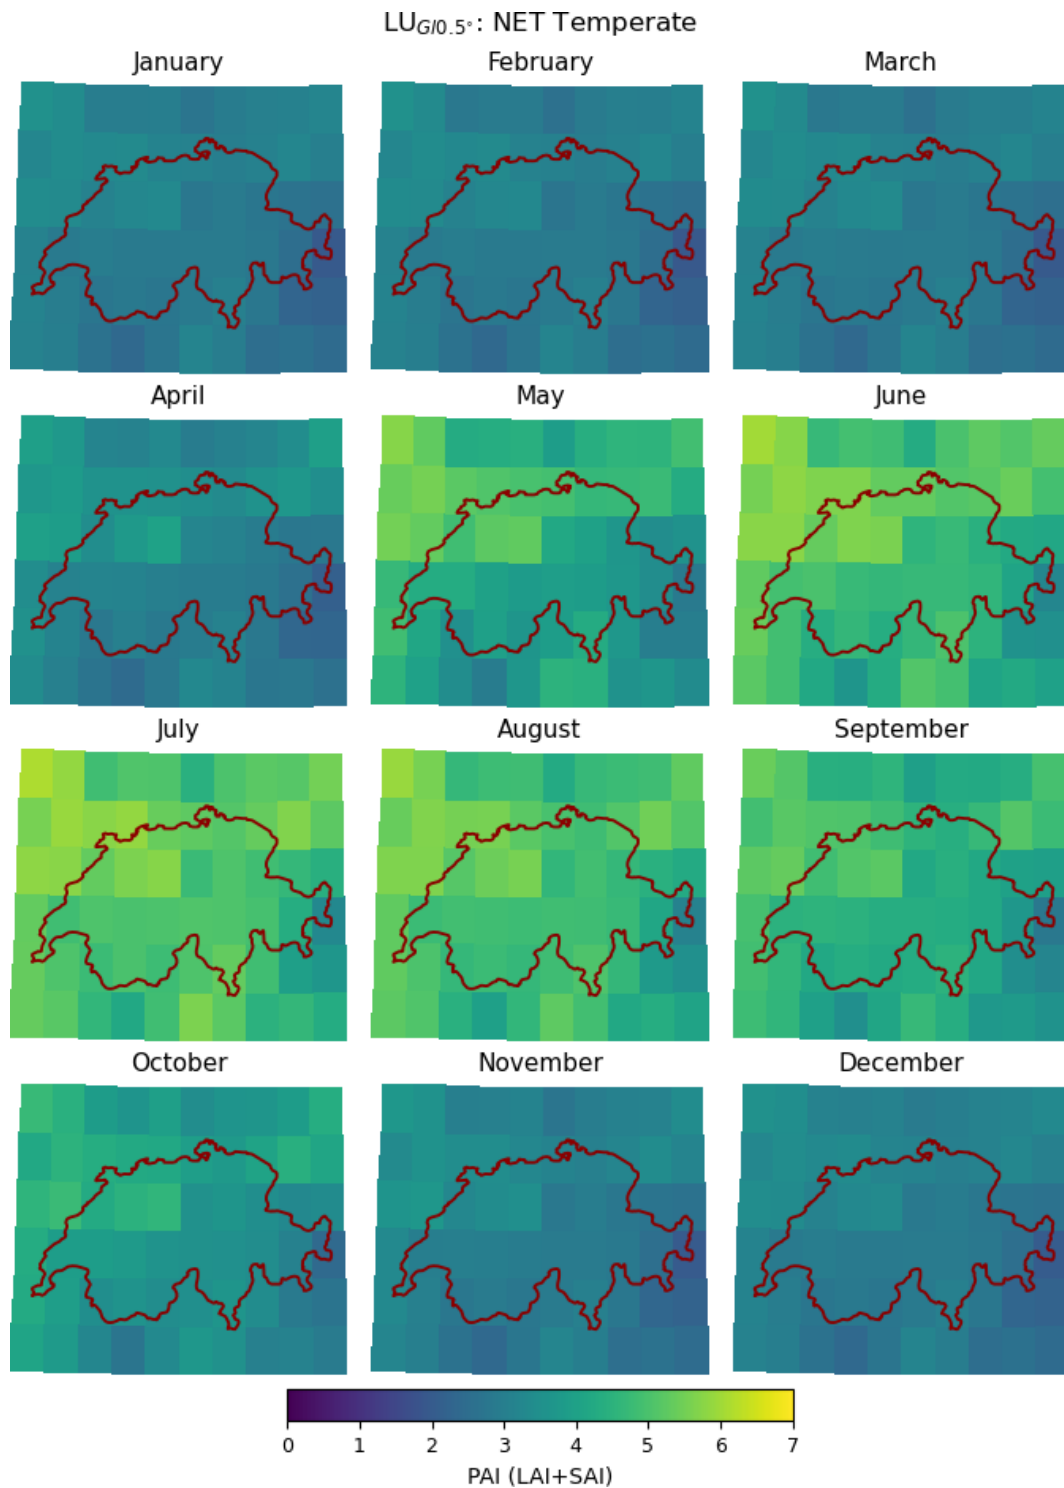 LU_{Gl0.5°}: NET Temperate
January February March
April May June
July August September
October November December
0 1 2 3 4 5 6 7
PAI (LAI+SAI)